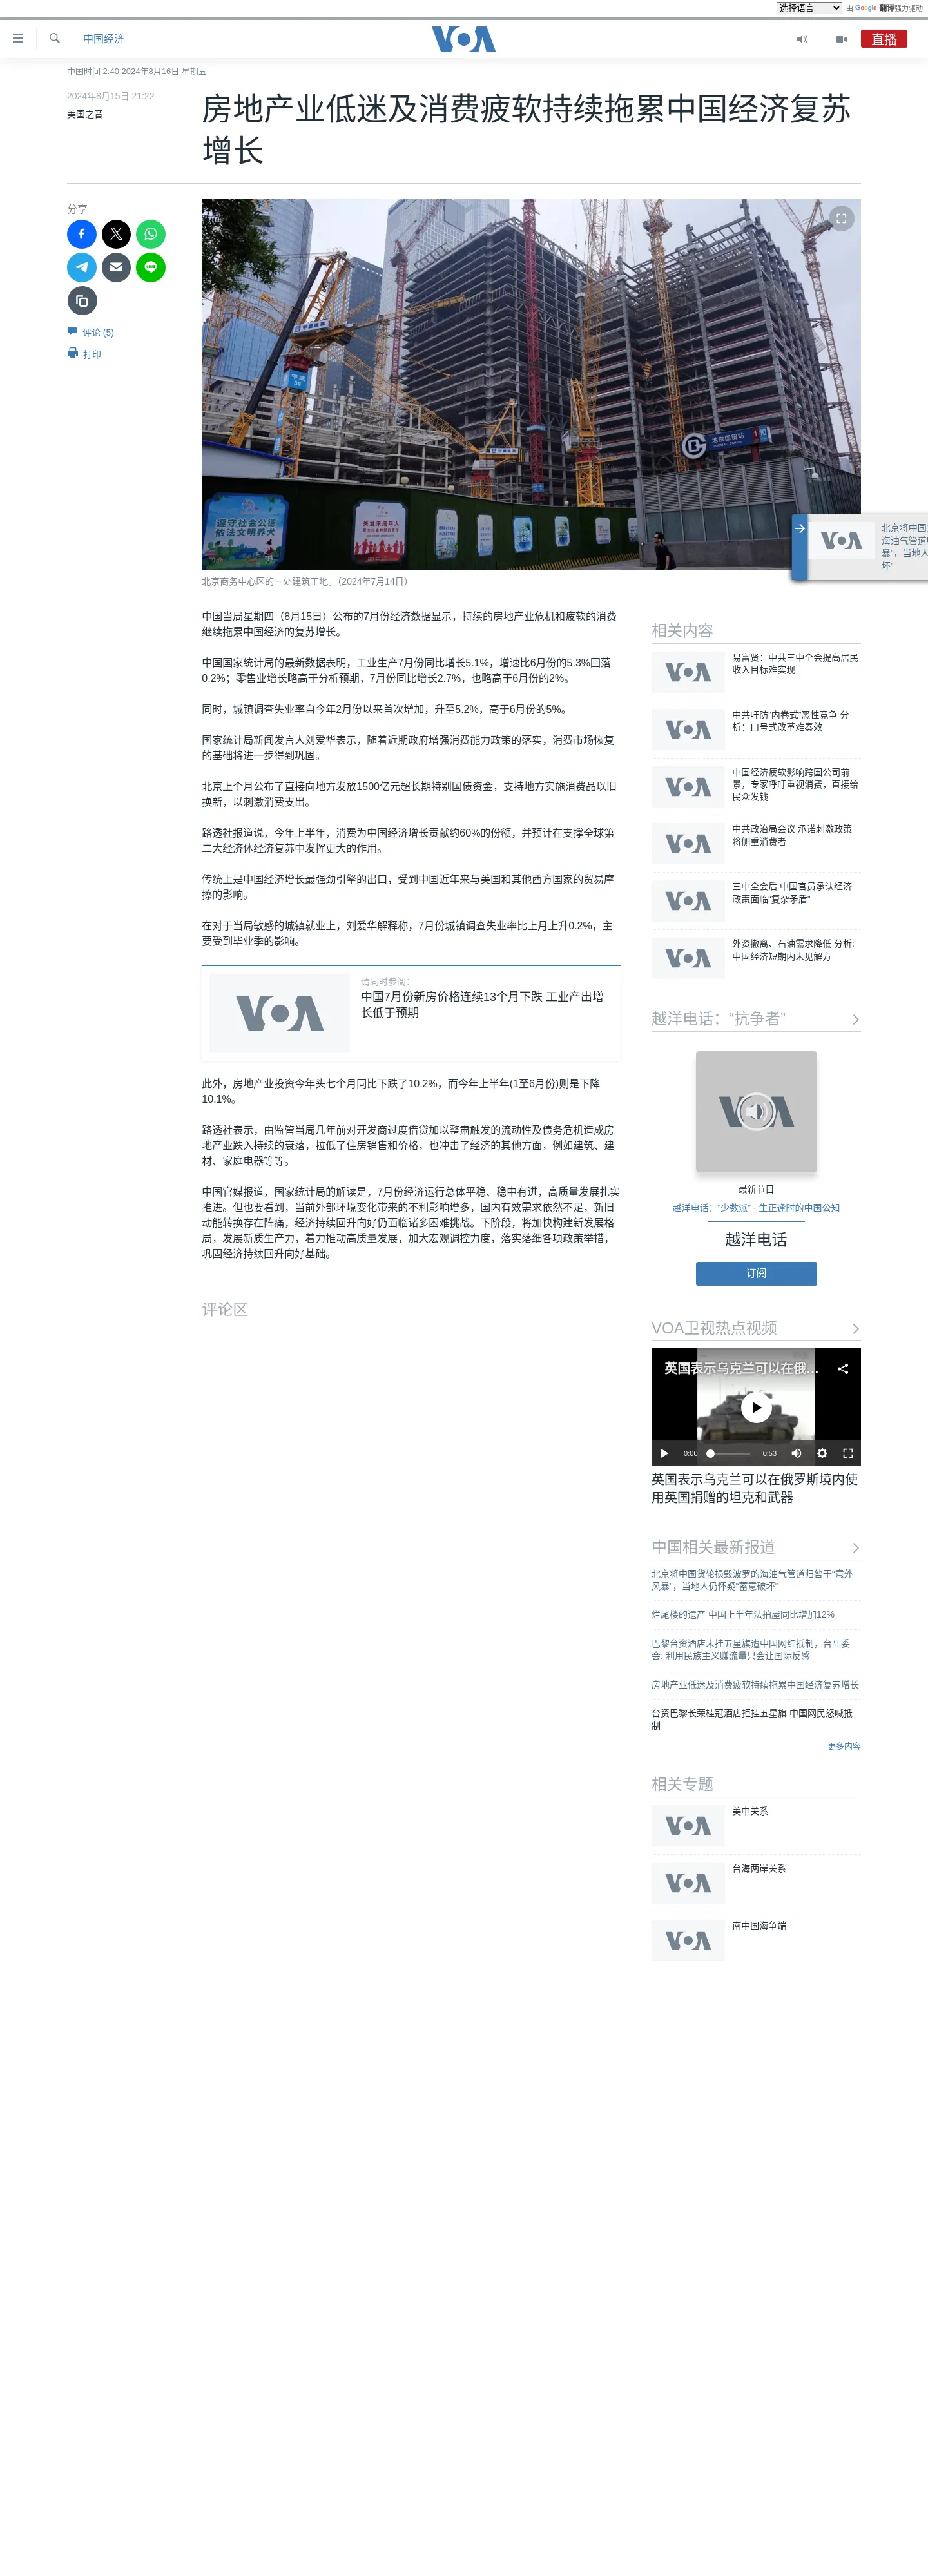 选择语言 由 Google 翻译强力驱动
中国经济
VOA
直播
中国时间 2:40 2024年8月16日 星期五
2024年8月15日 21:22
美国之音
房地产业低迷及消费疲软持续拖累中国经济复苏
增长
分享
评论 (5)
打印
遵守社会公德
依法文明养犬
关爱未成年人
地铁国贸站
北京商务中心区的一处建筑工地。(2024年7月14日）
北京将中国
海油气管道
暴”，当地人
坏”
中国当局星期四（8月15日）公布的7月份经济数据显示，持续的房地产业危机和疲软的消费
继续拖累中国经济的复苏增长。
中国国家统计局的最新数据表明，工业生产7月份同比增长5.1%，增速比6月份的5.3%回落
0.2%；零售业增长略高于分析预期，7月份同比增长2.7%，也略高于6月份的2%。
同时，城镇调查失业率自今年2月份以来首次增加，升至5.2%，高于6月份的5%。
国家统计局新闻发言人刘爱华表示，随着近期政府增强消费能力政策的落实，消费市场恢复
的基础将进一步得到巩固。
北京上个月公布了直接向地方发放1500亿元超长期特别国债资金，支持地方实施消费品以旧
换新，以刺激消费支出。
路透社报道说，今年上半年，消费为中国经济增长贡献约60%的份额，并预计在支撑全球第
二大经济体经济复苏中发挥更大的作用。
传统上是中国经济增长最强劲引擎的出口，受到中国近年来与美国和其他西方国家的贸易摩
擦的影响。
在对于当局敏感的城镇就业上，刘爱华解释称，7月份城镇调查失业率比上月上升0.2%，主
要受到毕业季的影响。
VOA
请同时参阅：
中国7月份新房价格连续13个月下跌 工业产出增
长低于预期
此外，房地产业投资今年头七个月同比下跌了10.2%，而今年上半年(1至6月份)则是下降
10.1%。
路透社表示，由监管当局几年前对开发商过度借贷加以整肃触发的流动性及债务危机造成房
地产业跌入持续的衰落，拉低了住房销售和价格，也冲击了经济的其他方面，例如建筑、建
材、家庭电器等等。
中国官媒报道，国家统计局的解读是，7月份经济运行总体平稳、稳中有进，高质量发展扎实
推进。但也要看到，当前外部环境变化带来的不利影响增多，国内有效需求依然不足，新旧
动能转换存在阵痛，经济持续回升向好仍面临诸多困难挑战。下阶段，将加快构建新发展格
局，发展新质生产力，着力推动高质量发展，加大宏观调控力度，落实落细各项政策举措，
巩固经济持续回升向好基础。
评论区
相关内容
易富贤：中共三中全会提高居民
收入目标难实现
中共吁防“内卷式”恶性竞争 分
析：口号式改革难奏效
中国经济疲软影响跨国公司前
景，专家呼吁重视消费，直接给
民众发钱
中共政治局会议 承诺刺激政策
将侧重消费者
三中全会后 中国官员承认经济
政策面临“复杂矛盾”
外资撤离、石油需求降低 分析:
中国经济短期内未见解方
越洋电话：“抗争者”
最新节目
越洋电话：“少数派” - 生正逢时的中国公知
越洋电话
订阅
VOA卫视热点视频
英国表示乌克兰可以在俄...
0:00 0:53
英国表示乌克兰可以在俄罗斯境内使
用英国捐赠的坦克和武器
中国相关最新报道
北京将中国货轮损毁波罗的海油气管道归咎于“意外
风暴”，当地人仍怀疑“蓄意破坏”
烂尾楼的遗产 中国上半年法拍屋同比增加12%
巴黎台资酒店未挂五星旗遭中国网红抵制，台陆委
会: 利用民族主义赚流量只会让国际反感
房地产业低迷及消费疲软持续拖累中国经济复苏增长
台资巴黎长荣桂冠酒店拒挂五星旗 中国网民怒喊抵
制
更多内容
相关专题
美中关系
台海两岸关系
南中国海争端